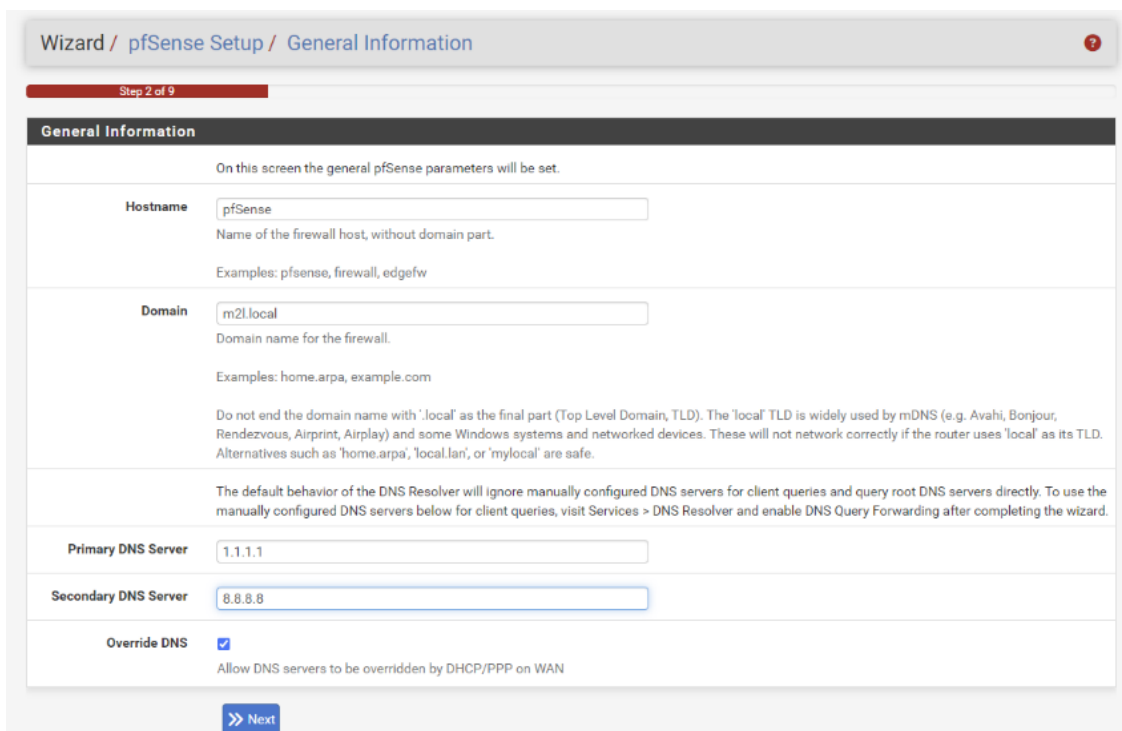 Wizard / pfSense Setup / General Information
Step 2 of 9
General Information
On this screen the general pfSense parameters will be set.
Hostname
pfSense
Name of the firewall host, without domain part.
Examples: pfsense, firewall, edgefw
Domain
m2l.local
Domain name for the firewall.
Examples: home.arpa, example.com
Do not end the domain name with '.local' as the final part (Top Level Domain, TLD). The 'local' TLD is widely used by mDNS (e.g. Avahi, Bonjour,
Rendezvous, Airprint, Airplay) and some Windows systems and networked devices. These will not network correctly if the router uses 'local' as its TLD.
Alternatives such as 'home.arpa', 'local.lan', or 'mylocal' are safe.
The default behavior of the DNS Resolver will ignore manually configured DNS servers for client queries and query root DNS servers directly. To use the
manually configured DNS servers below for client queries, visit Services > DNS Resolver and enable DNS Query Forwarding after completing the wizard.
Primary DNS Server
1.1.1.1
Secondary DNS Server
8.8.8.8
Override DNS
Allow DNS servers to be overridden by DHCP/PPP on WAN
Next